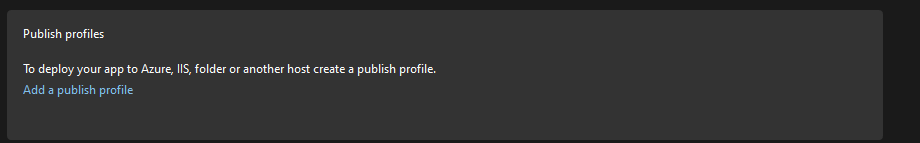 Publish profiles
To deploy your app to Azure, IIS, folder or another host create a publish profile.
Add a publish profile